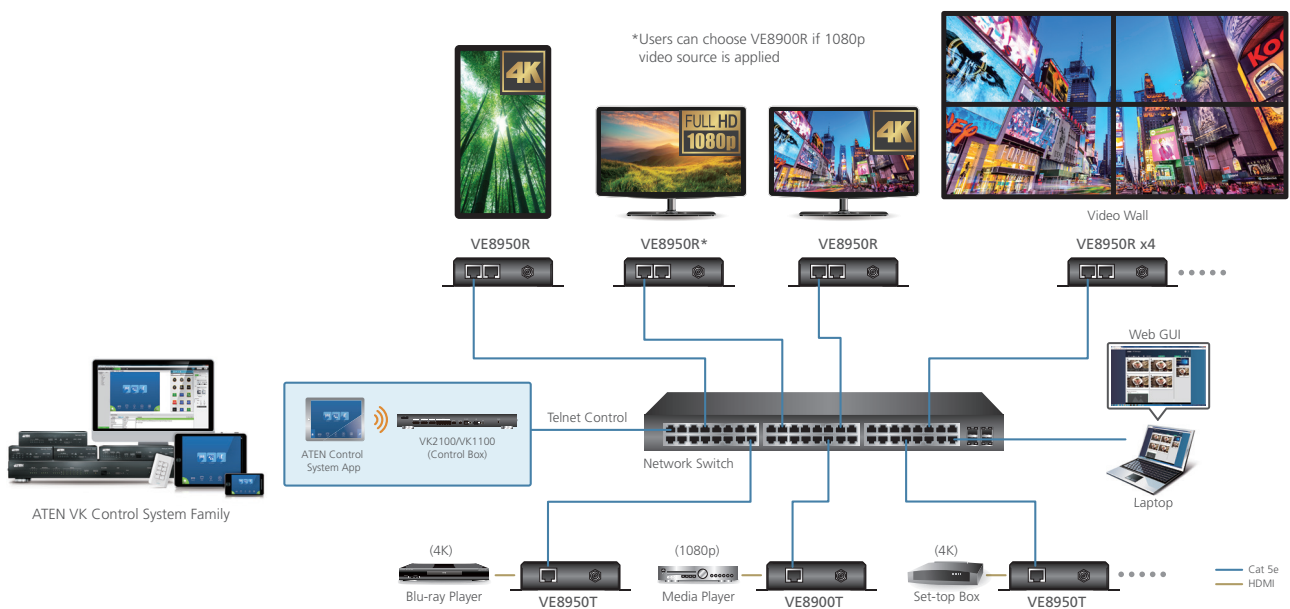 *Users can choose VE8900R if 1080p
video source is applied
4K
FULL HD
1080p
4K
Video Wall
VE8950R
VE8950R*
VE8950R
VE8950R x4
Web GUI
Telnet Control
ATEN Control
System App
VK2100/VK1100
(Control Box)
Network Switch
Laptop
ATEN VK Control System Family
(4K)
Blu-ray Player
VE8950T
(1080p)
Media Player
VE8900T
(4K)
Set-top Box
VE8950T
Cat 5e
HDMI